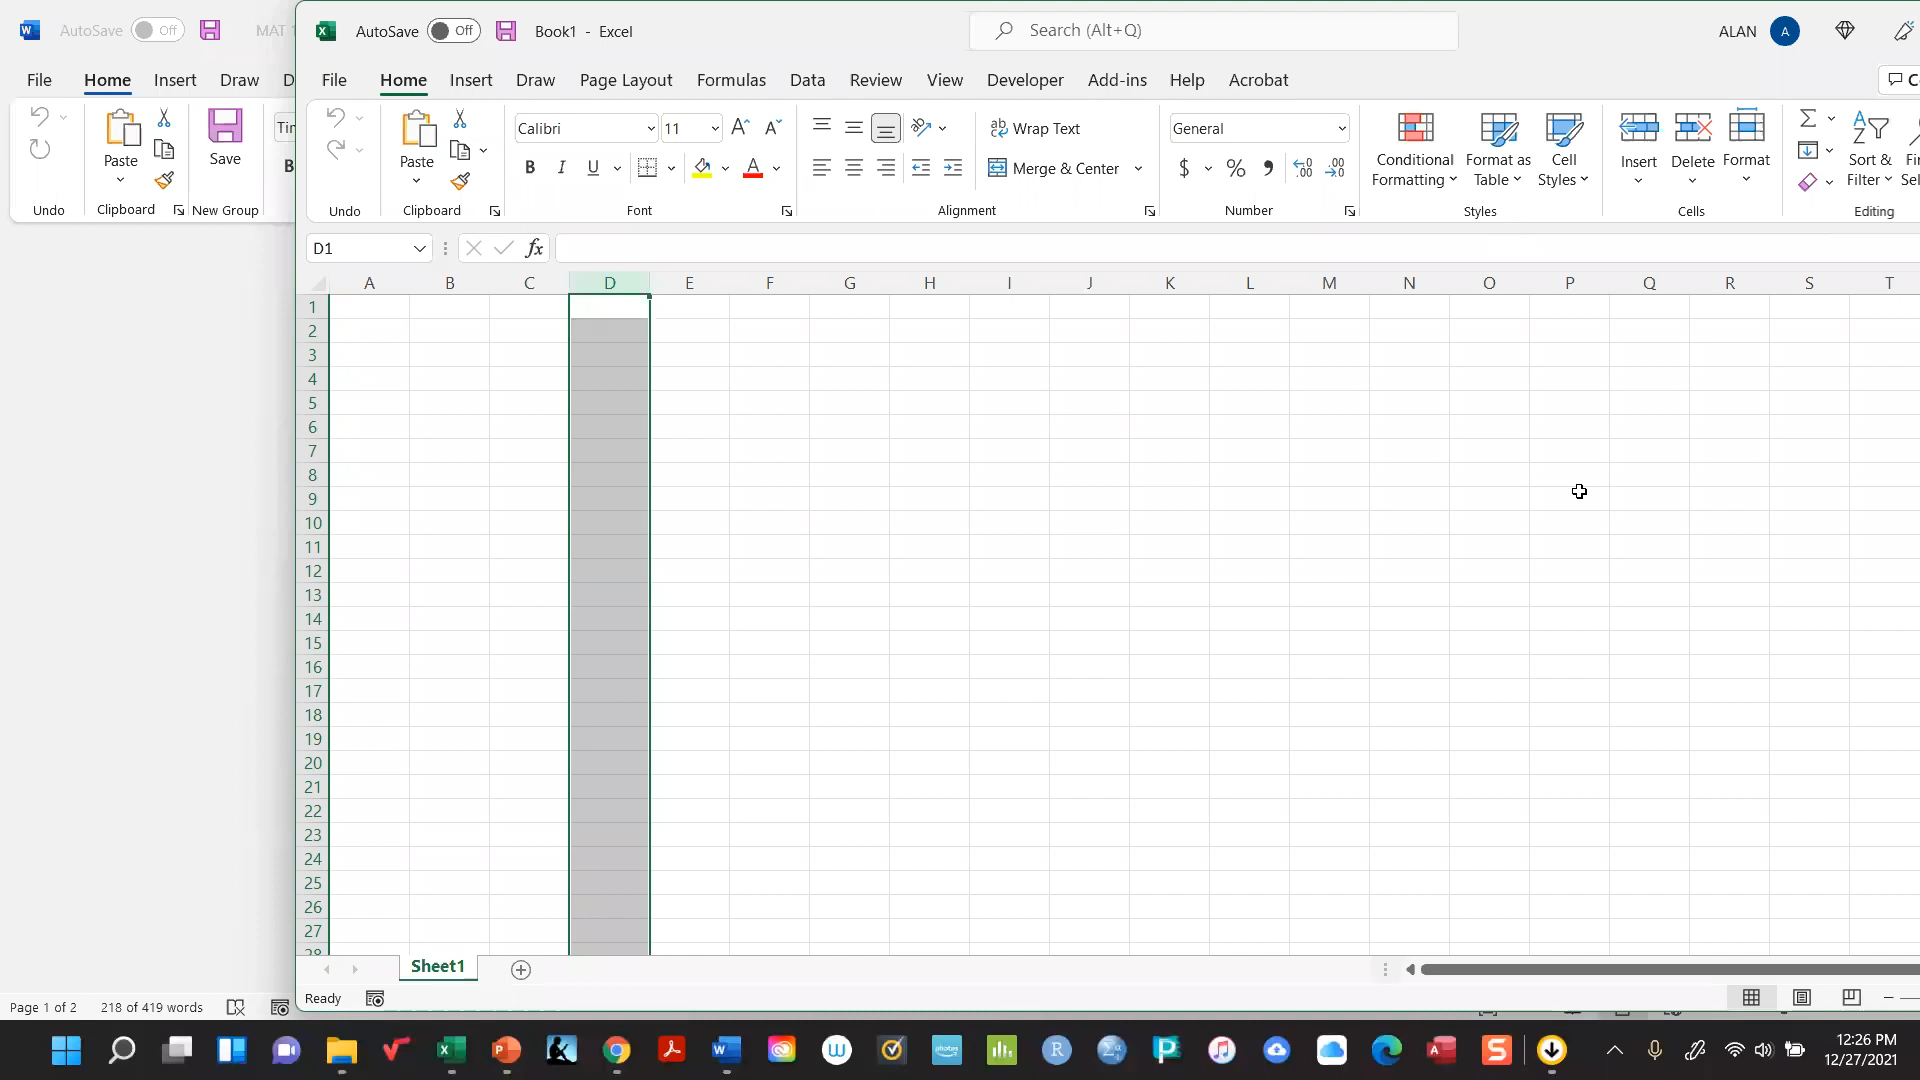 AutoSave Off MAT
AutoSave Off Book1 - Excel Search (Alt+Q) ALAN A
File Home Insert Draw D
File Home Insert Draw Page Layout Formulas Data Review View Developer Add-ins Help Acrobat
Paste Save
Undo Clipboard New Group
Paste Calibri 11 Wrap Text General
B I U A Merge & Center $ %
Conditional Formatting Format as Table Cell Styles Insert Delete Format Sort & Filter
Undo Clipboard Font Alignment Number Styles Cells Editing
D1 fx
A B C D E F G H I J K L M N O P Q R S T
1
2
3
4
5
6
7
8
9
10
11
12
13
14
15
16
17
18
19
20
21
22
23
24
25
26
27
28
Sheet1
Page 1 of 2 218 of 419 words
Ready
12:26 PM
12/27/2021